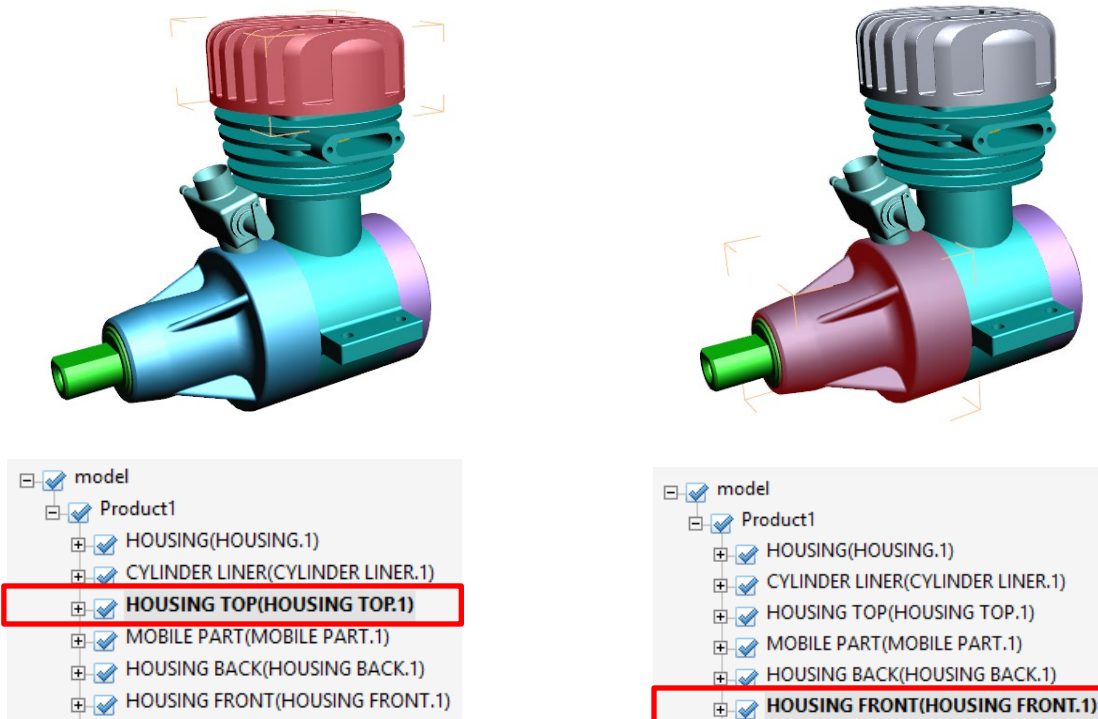 model
Product1
HOUSING(HOUSING.1)
CYLINDER LINER(CYLINDER LINER.1)
HOUSING TOP(HOUSING TOP.1)
MOBILE PART(MOBILE PART.1)
HOUSING BACK(HOUSING BACK.1)
HOUSING FRONT(HOUSING FRONT.1)
model
Product1
HOUSING(HOUSING.1)
CYLINDER LINER(CYLINDER LINER.1)
HOUSING TOP(HOUSING TOP.1)
MOBILE PART(MOBILE PART.1)
HOUSING BACK(HOUSING BACK.1)
HOUSING FRONT(HOUSING FRONT.1)